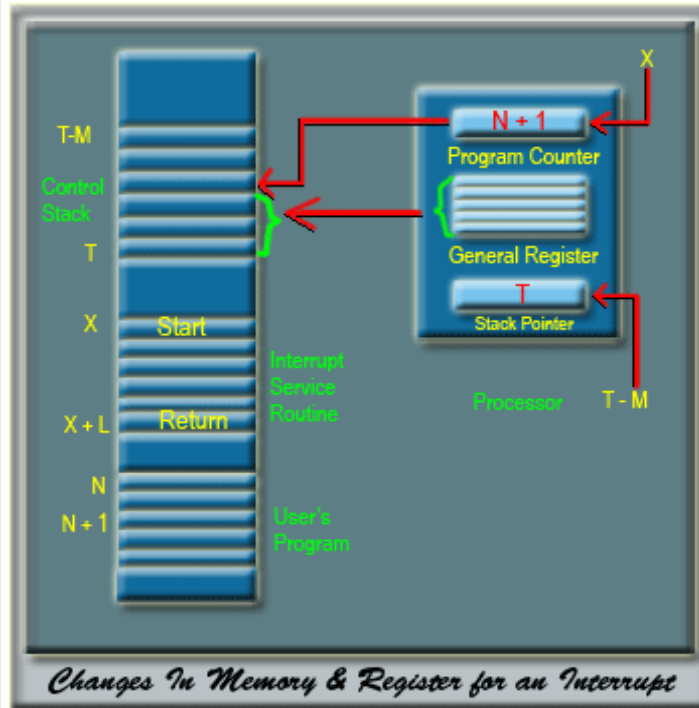 X
T-M
N + 1
Program Counter
Control
Stack
T
General Register
T
Stack Pointer
X
Start
Interrupt
Service
Routine
Processor
T - M
X + L
Return
N
N + 1
User's
Program
Changes In Memory & Register for an Interrupt